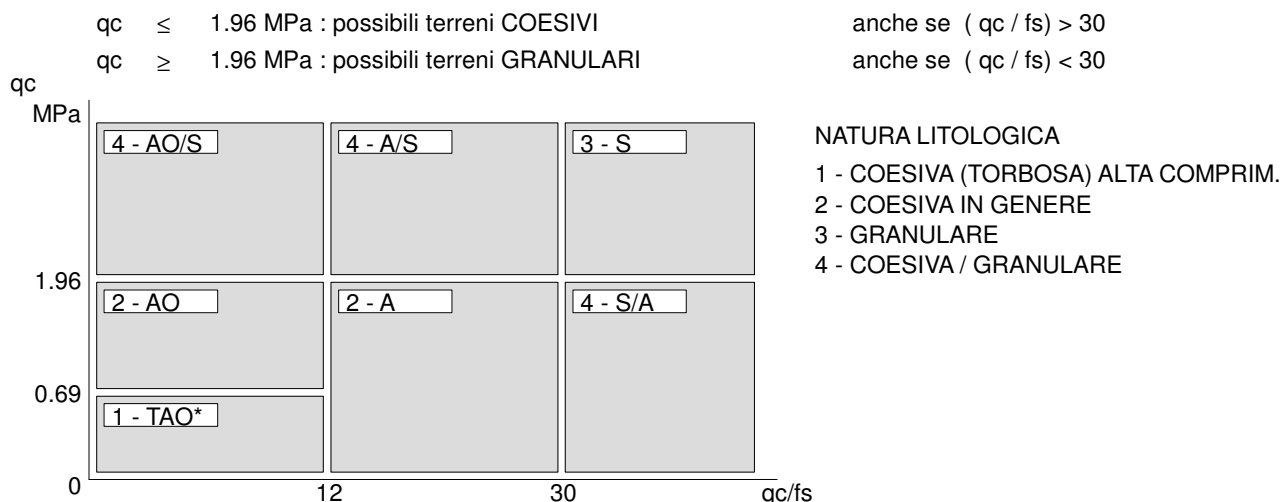 qc ≤ 1.96 MPa : possibili terreni COESIVI anche se ( qc / fs) > 30
qc ≥ 1.96 MPa : possibili terreni GRANULARI anche se ( qc / fs) < 30
qc
MPa
4 - AO/S 4 - A/S 3 - S
NATURA LITOLOGICA
1 - COESIVA (TORBOSA) ALTA COMPRIM.
2 - COESIVA IN GENERE
3 - GRANULARE
4 - COESIVA / GRANULARE
1.96
2 - AO 2 - A 4 - S/A
0.69
1 - TAO*
0
12 30 qc/fs